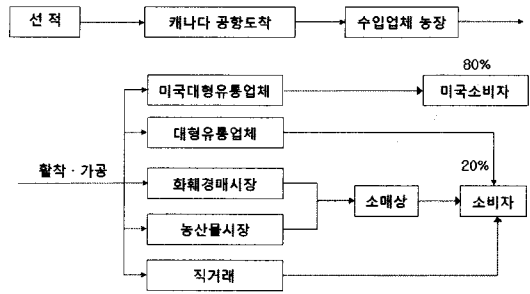 선 적
캐나다 공항도착
수입업체 농장
80%
미국대형유통업체
미국소비자
대형유통업체
20%
활착 · 가공
화훼경매시장
소매상
소비자
농산물시장
직거래